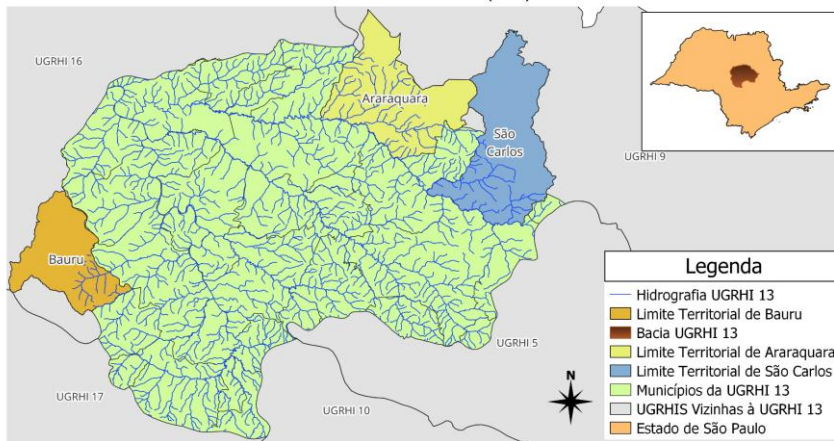 UGRHI 16
Araraquara
São
Carlos
UGRHI 9
Bauru
UGRHI 5
UGRHI 17
UGRHI 10
N
Legenda
Hidrografia UGRHI 13
Limite Territorial de Bauru
Bacia UGRHI 13
Limite Territorial de Araraquara
Limite Territorial de São Carlos
Municípios da UGRHI 13
UGRHIS Vizinhas à UGRHI 13
Estado de São Paulo